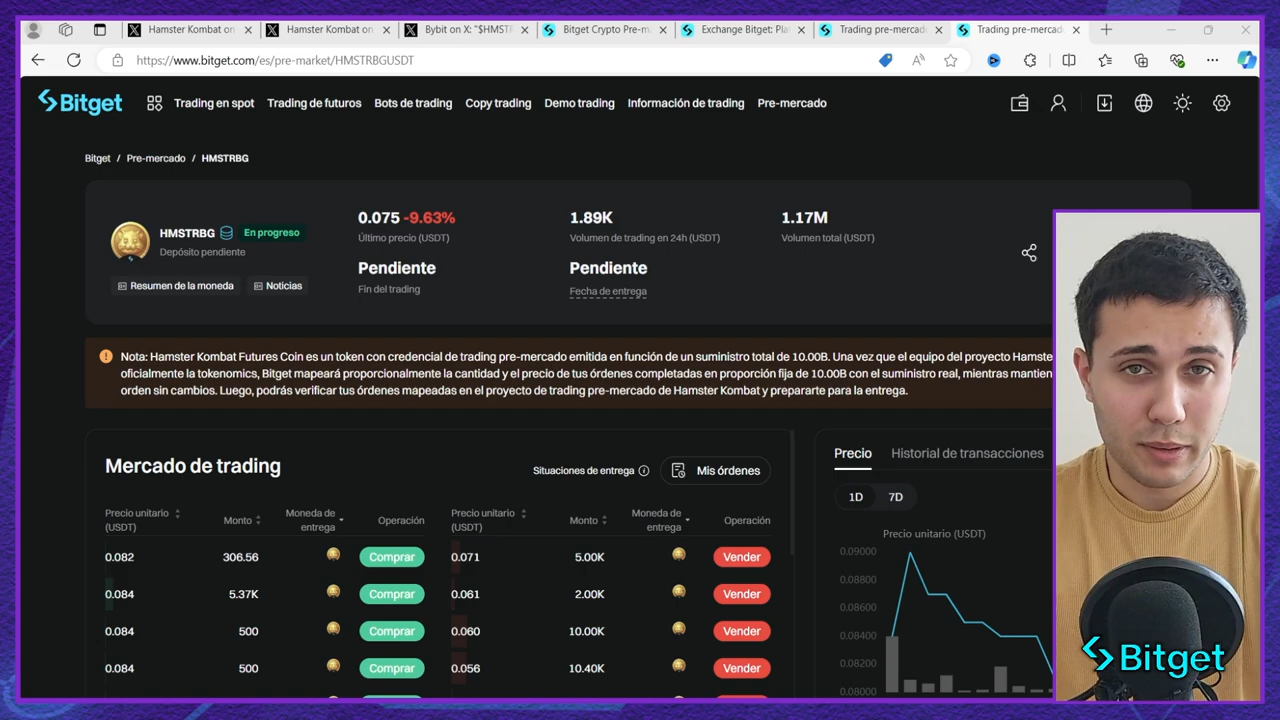 Hamster Kombat on
Hamster Kombat on
Bybit on X: "$HMSTR
Bitget Crypto Pre-m
Exchange Bitget: Pla
Trading pre-mercado
Trading pre-mercado
https://www.bitget.com/es/pre-market/HMSTRBGUSDT
Bitget
Trading en spot
Trading de futuros
Bots de trading
Copy trading
Demo trading
Información de trading
Pre-mercado
Bitget / Pre-mercado / HMSTRBG
HMSTRBG
En progreso
Depósito pendiente
Resumen de la moneda
Noticias
0.075 -9.63%
Último precio (USDT)
1.89K
Volumen de trading en 24h (USDT)
1.17M
Volumen total (USDT)
Pendiente
Fin del trading
Pendiente
Fecha de entrega
Nota: Hamster Kombat Futures Coin es un token con credencial de trading pre-mercado emitida en función de un suministro total de 10.00B. Una vez que el equipo del proyecto Hamste
oficialmente la tokenomics, Bitget mapeará proporcionalmente la cantidad y el precio de tus órdenes completadas en proporción fija de 10.00B con el suministro real, mientras mantien
orden sin cambios. Luego, podrás verificar tus órdenes mapeadas en el proyecto de trading pre-mercado de Hamster Kombat y prepararte para la entrega.
Mercado de trading
Situaciones de entrega
Mis órdenes
Precio unitario (USDT) Monto Moneda de entrega Operación
Precio unitario (USDT) Monto Moneda de entrega Operación
0.082 306.56 Comprar 0.071 5.00K Vender
0.084 5.37K Comprar 0.061 2.00K Vender
0.084 500 Comprar 0.060 10.00K Vender
0.084 500 Comprar 0.056 10.40K Vender
Precio
Historial de transacciones
1D 7D
Precio unitario (USDT)
0.09000
0.08800
0.08600
0.08400
0.08200
0.08000
Bitget